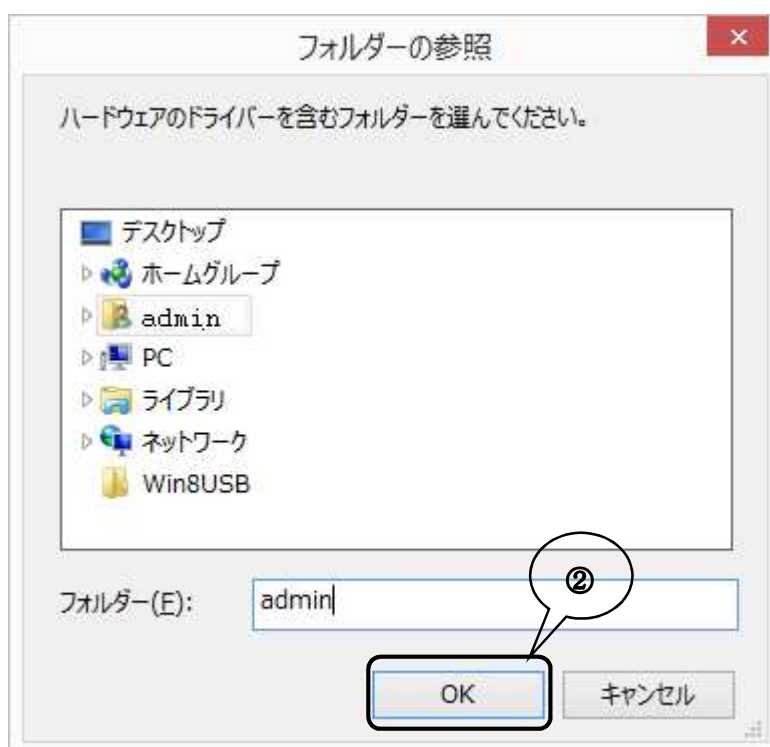 フォルダーの参照
ハードウェアのドライバーを含むフォルダーを選んでください。
デスクトップ
ホームグループ
admin
PC
ライブラリ
ネットワーク
Win8USB
②
フォルダー(F): admin
OK キャンセル